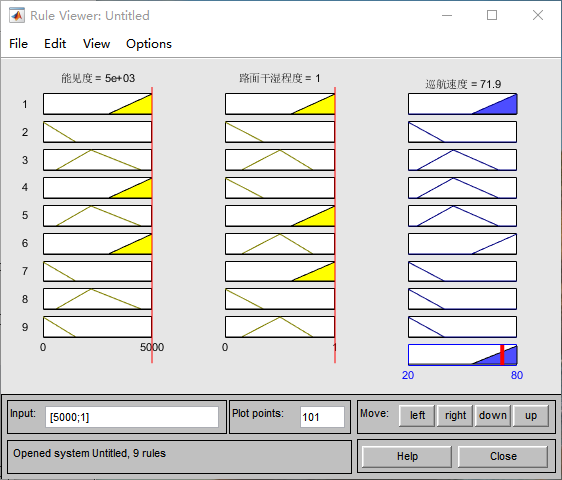 Rule Viewer: Untitled
File Edit View Options
能见度 = 5e+03 路面干湿程度 = 1 巡航速度 = 71.9
1
2
3
4
5
6
7
8
9
0 5000 0 1
20 80
Input: [5000;1] Plot points: 101 Move: left right down up
Opened system Untitled, 9 rules Help Close